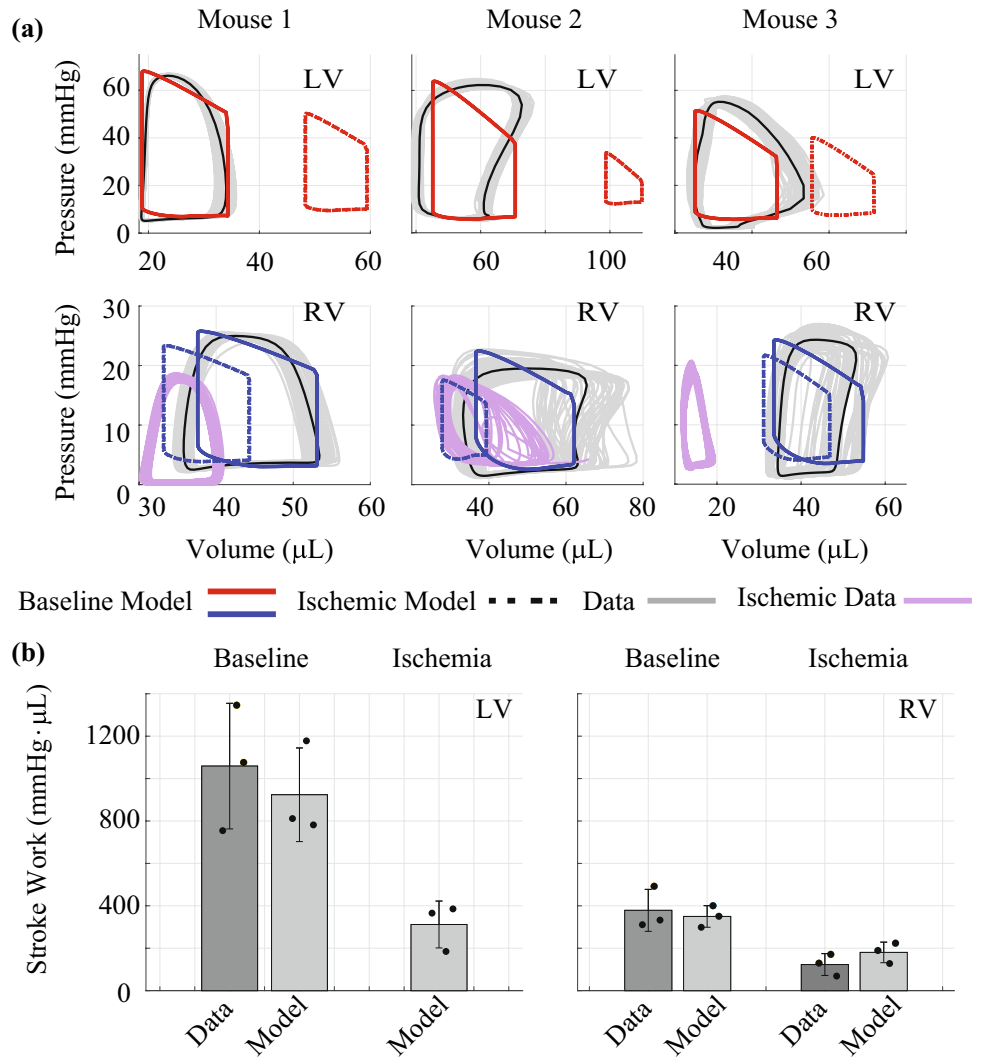 (a) Mouse 1 Mouse 2 Mouse 3
Pressure (mmHg)
60
40
20
0
LV LV LV
20 40 60 60 100 40 60
Pressure (mmHg)
30
20
10
0
RV RV RV
30 40 50 60 40 60 80 20 40 60
Volume (μL) Volume (μL) Volume (μL)
Baseline Model Ischemic Model Data Ischemic Data
(b)
Baseline Ischemia Baseline Ischemia
Stroke Work (mmHg · μL)
1200
800
400
0
LV RV
0
Data Model Model Data Model Data Model